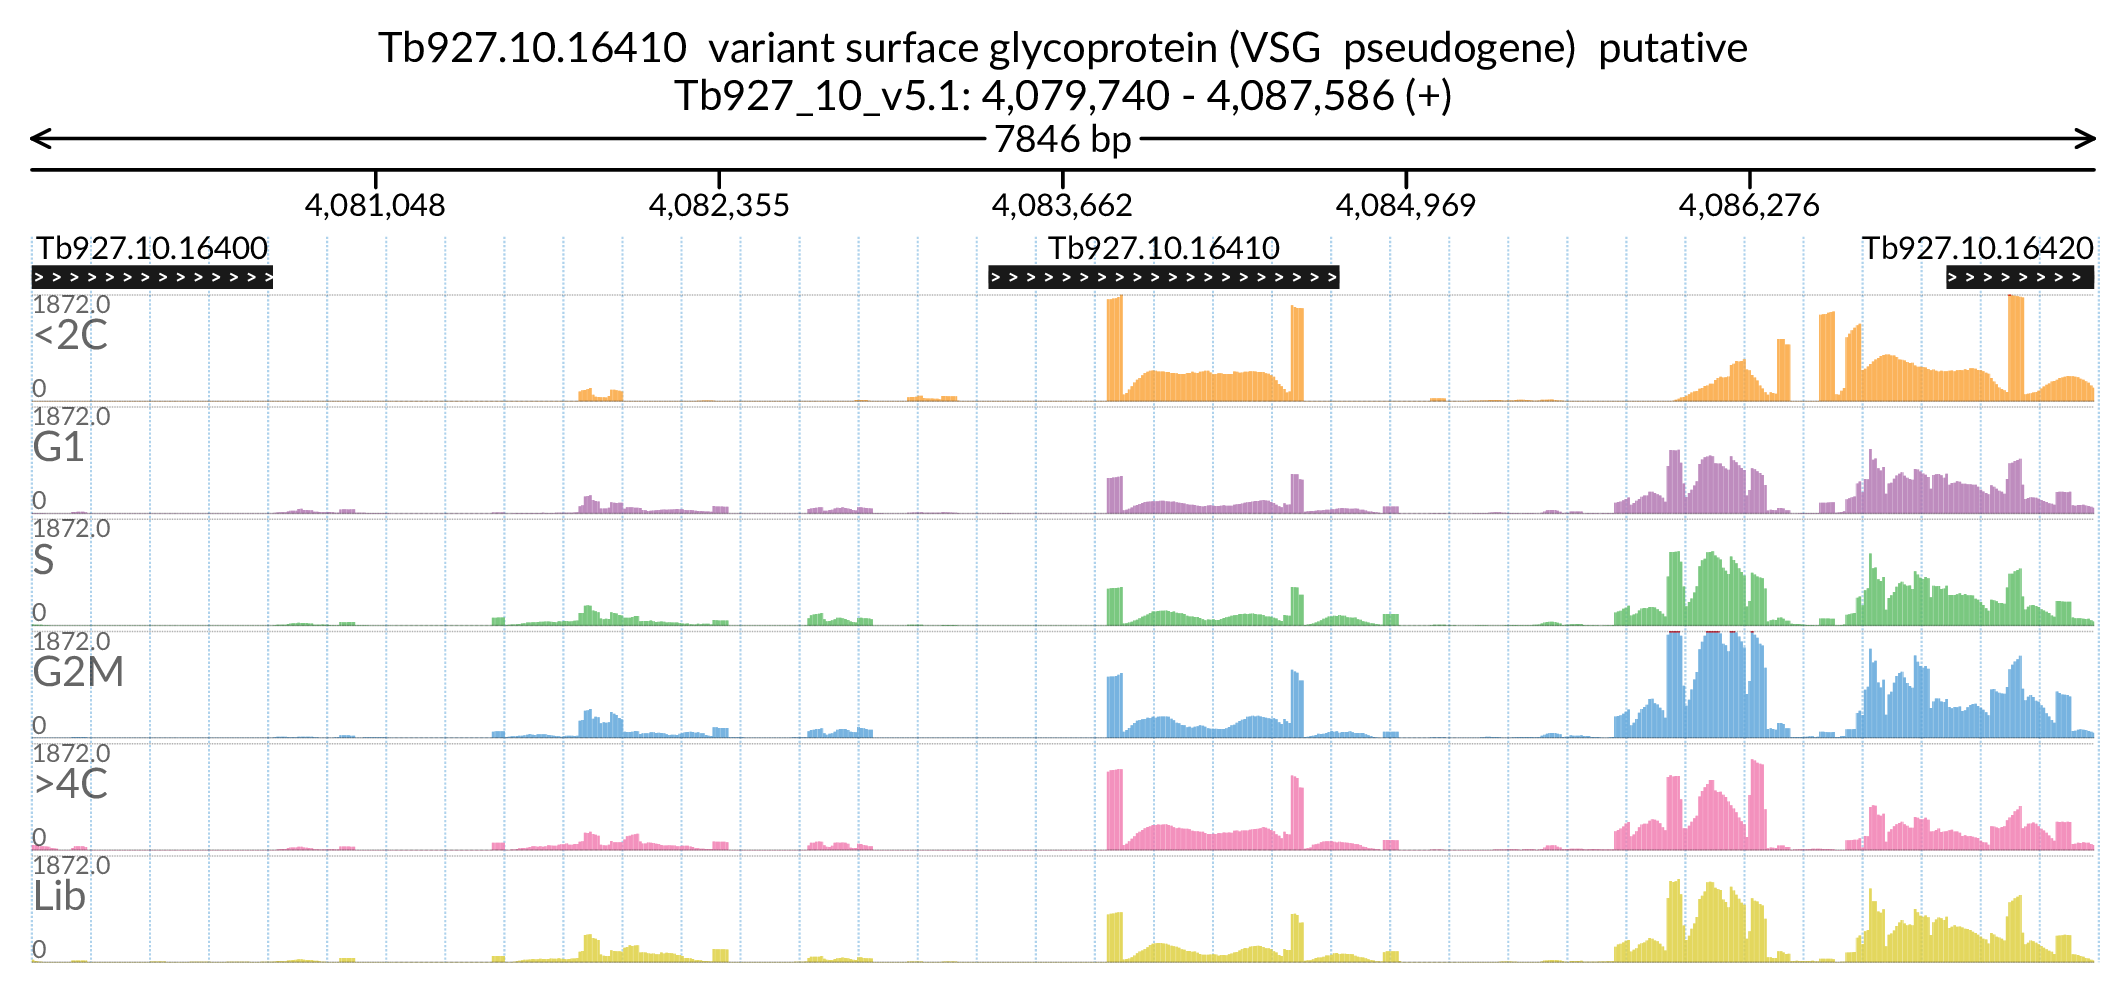 Tb927.10.16410 variant surface glycoprotein (VSG pseudogene) putative
Tb927_10_v5.1: 4,079,740 - 4,087,586 (+)
7846 bp
4,081,048 4,082,355 4,083,662 4,084,969 4,086,276
Tb927.10.16400 Tb927.10.16410 Tb927.10.16420
1872.0
<2C
0
1872.0
G1
0
1872.0
S
0
1872.0
G2M
0
1872.0
>4C
0
1872.0
Lib
0